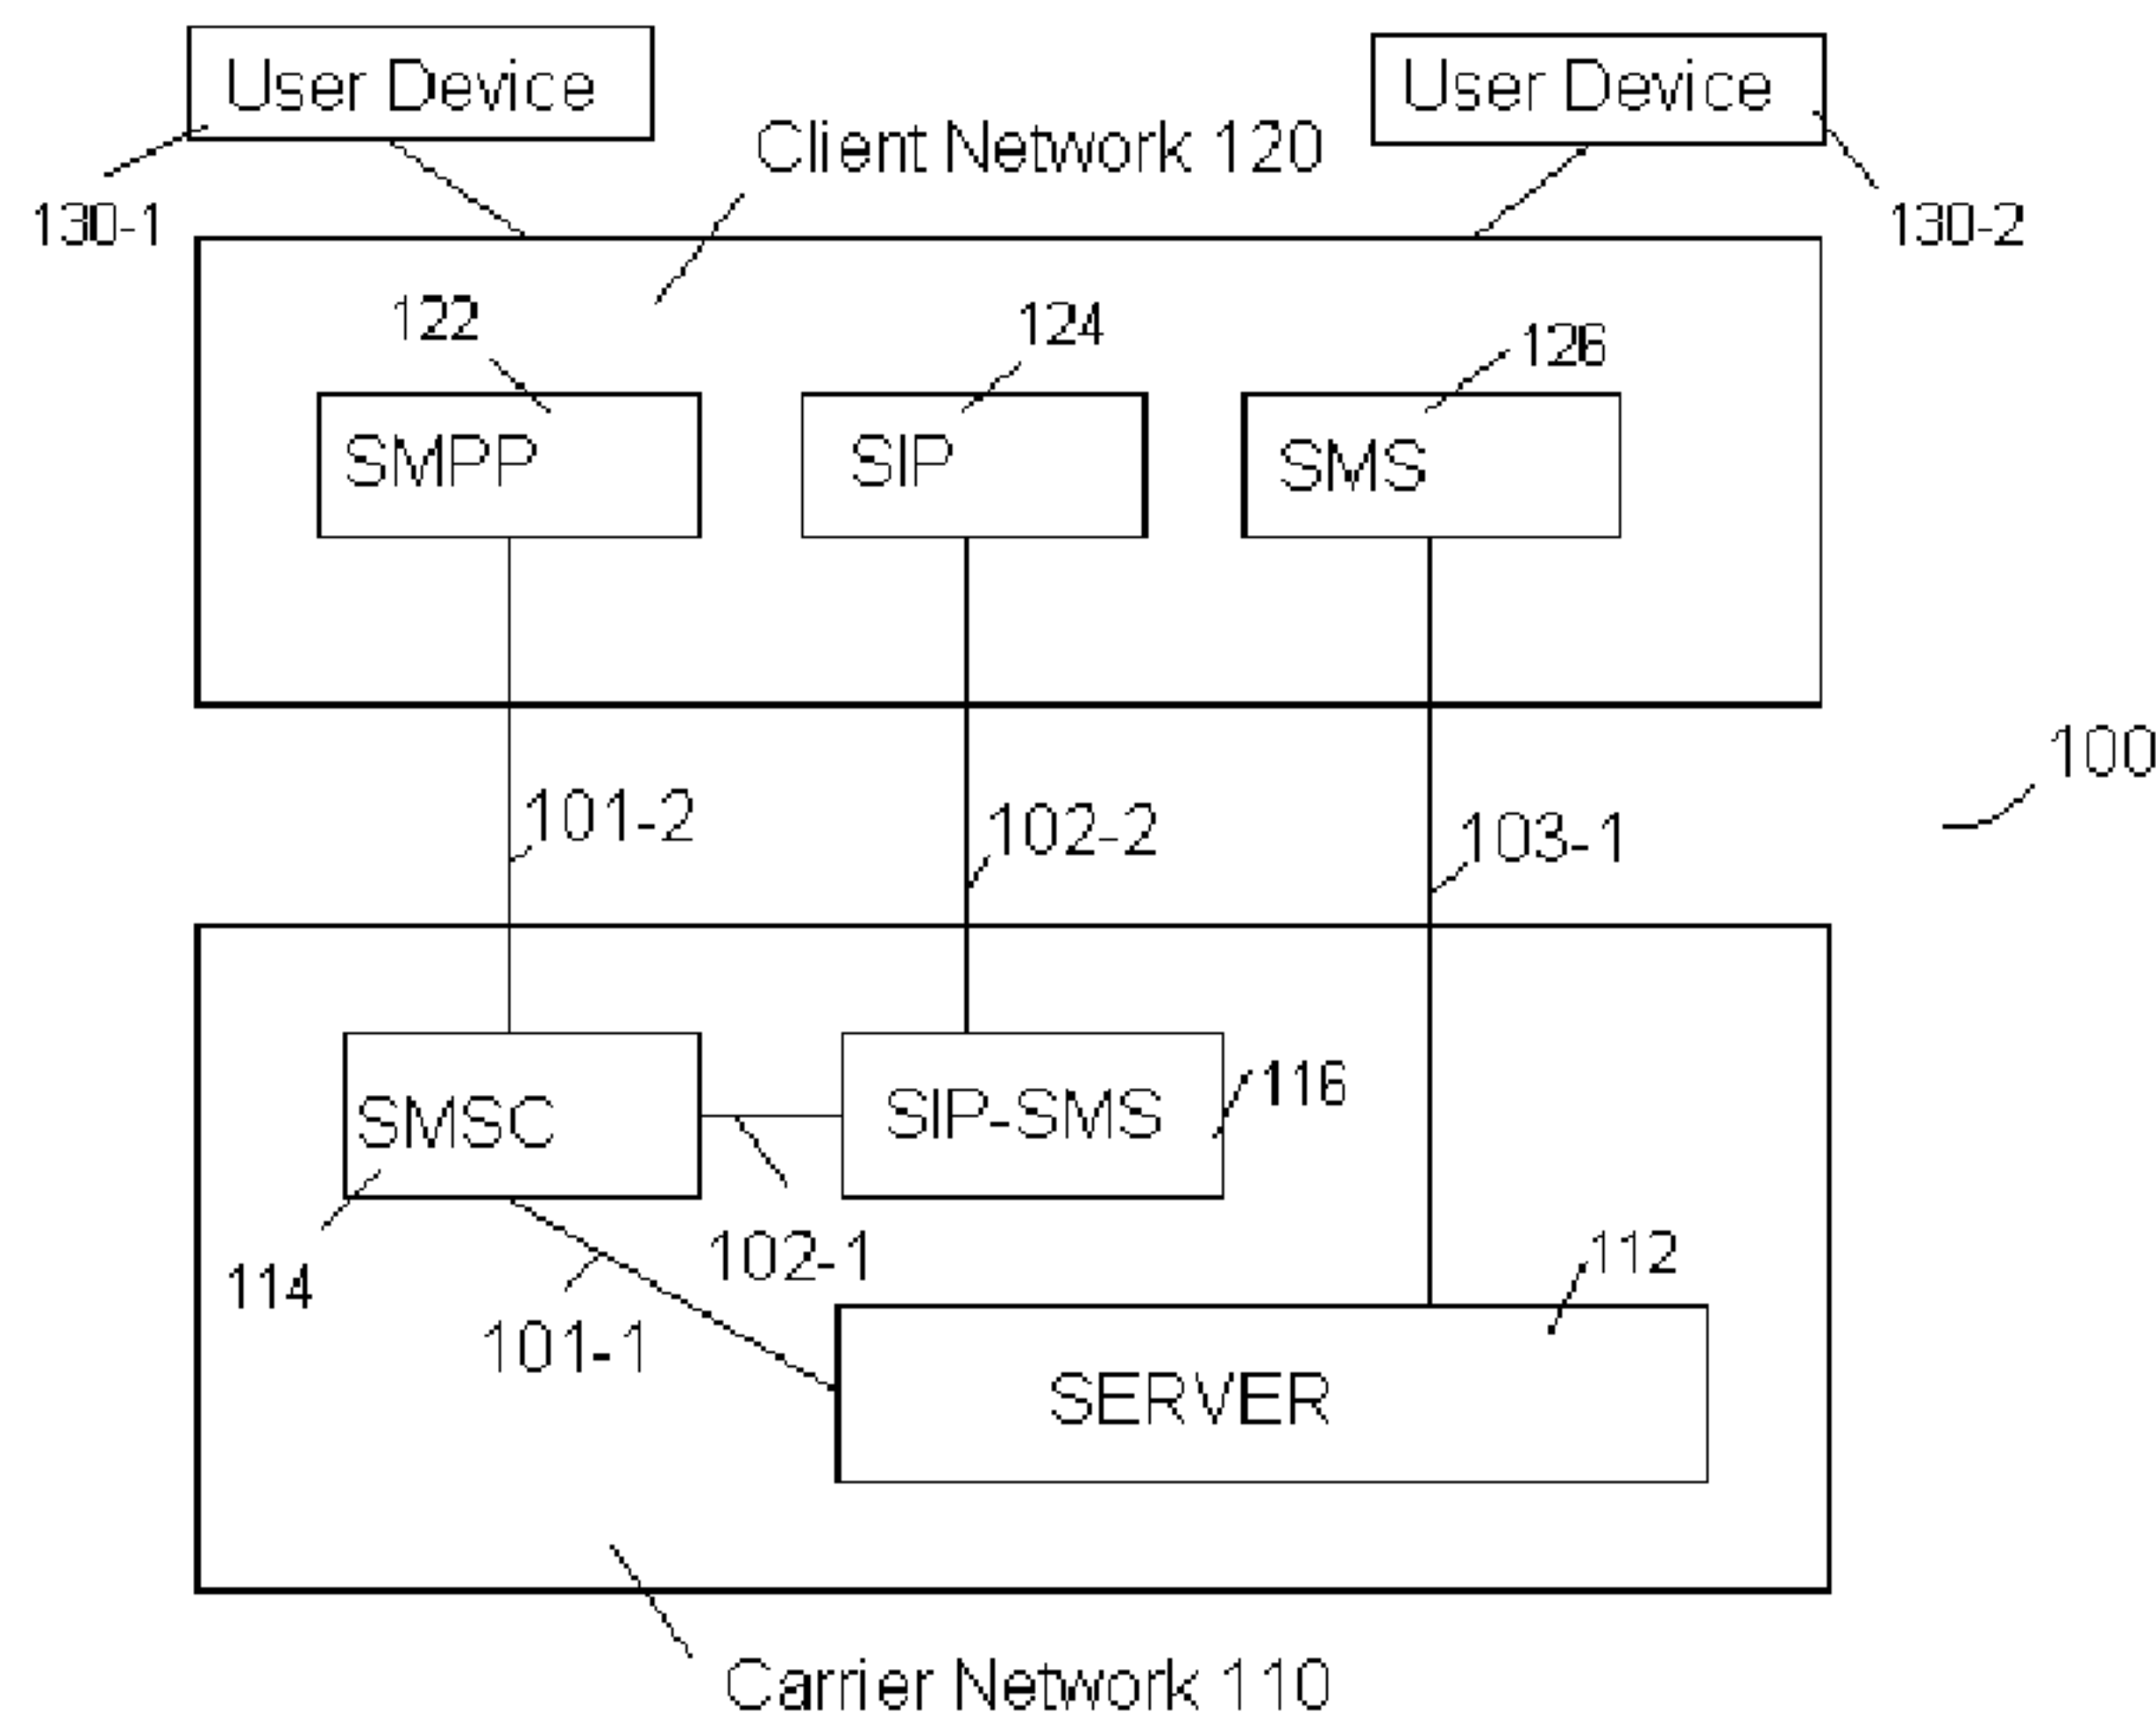 User Device
User Device
Client Network 120
130-1
130-2
122
124
126
SMPP
SIP
SMS
100
101-2
102-2
103-1
SMSC
SIP-SMS
116
114
102-1
112
101-1
SERVER
Carrier Network 110